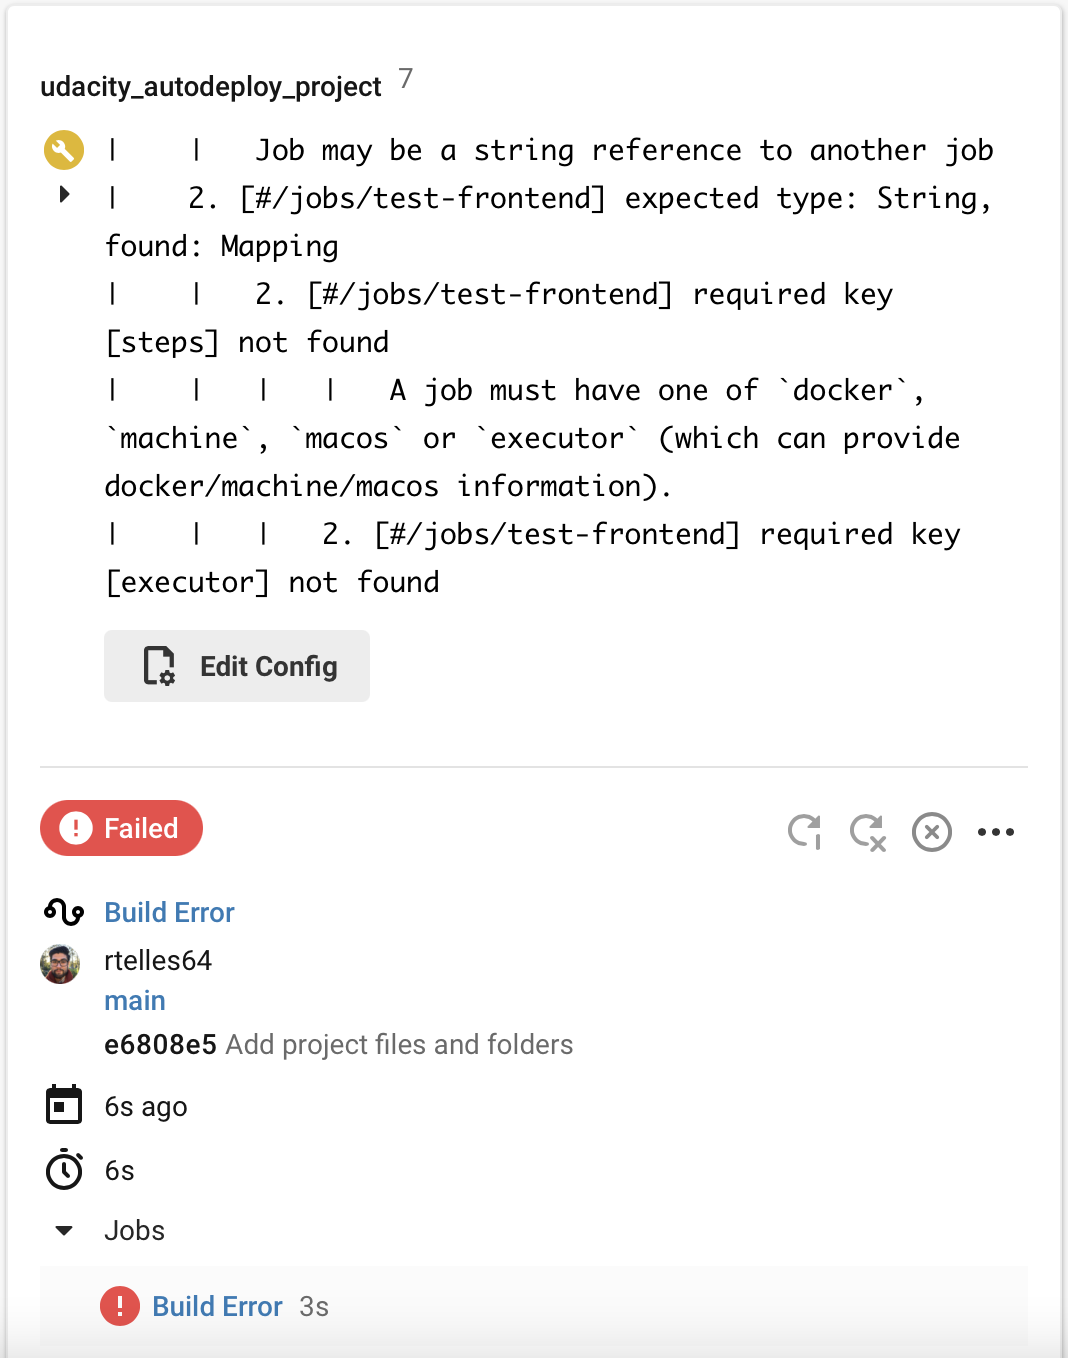 udacity_autodeploy_project 7
| | Job may be a string reference to another job
| 2. [#/jobs/test-frontend] expected type: String,
found: Mapping
| | 2. [#/jobs/test-frontend] required key
[steps] not found
| | | | A job must have one of `docker`,
`machine`, `macos` or `executor` (which can provide
docker/machine/macos information).
| | | 2. [#/jobs/test-frontend] required key
[executor] not found
Edit Config
Failed
Build Error
rtelles64
main
e6808e5 Add project files and folders
6s ago
6s
Jobs
Build Error 3s